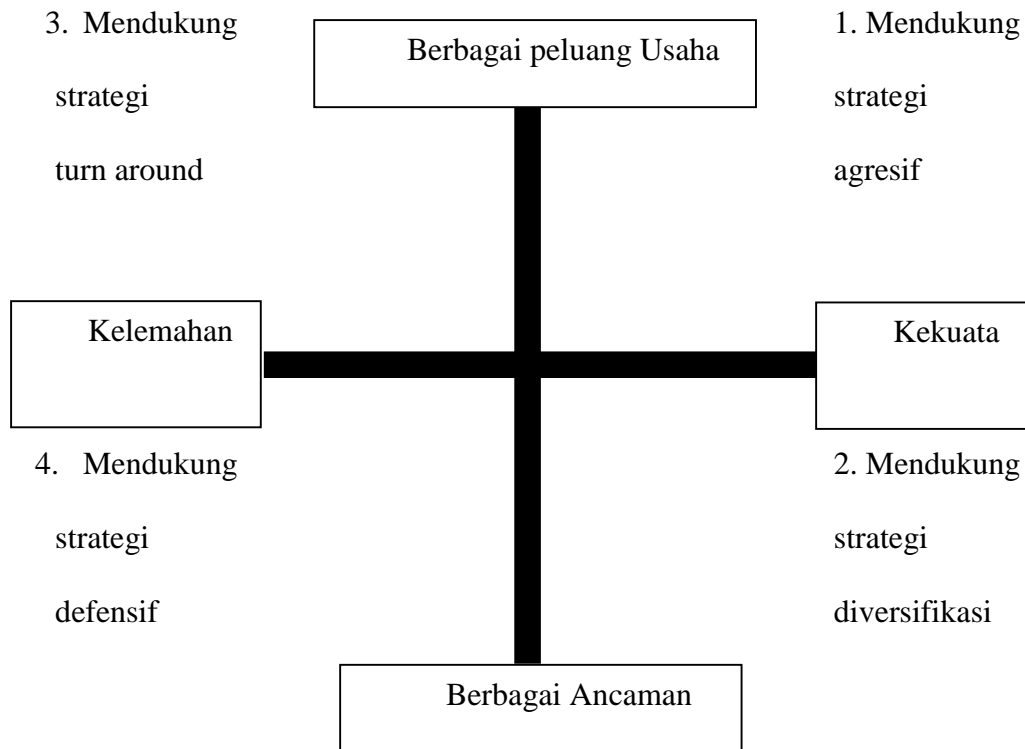 3. Mendukung
strategi
turn around
Berbagai peluang Usaha
1. Mendukung
strategi
agresif
Kelemahan
Kekuata
4. Mendukung
strategi
defensif
2. Mendukung
strategi
diversifikasi
Berbagai Ancaman